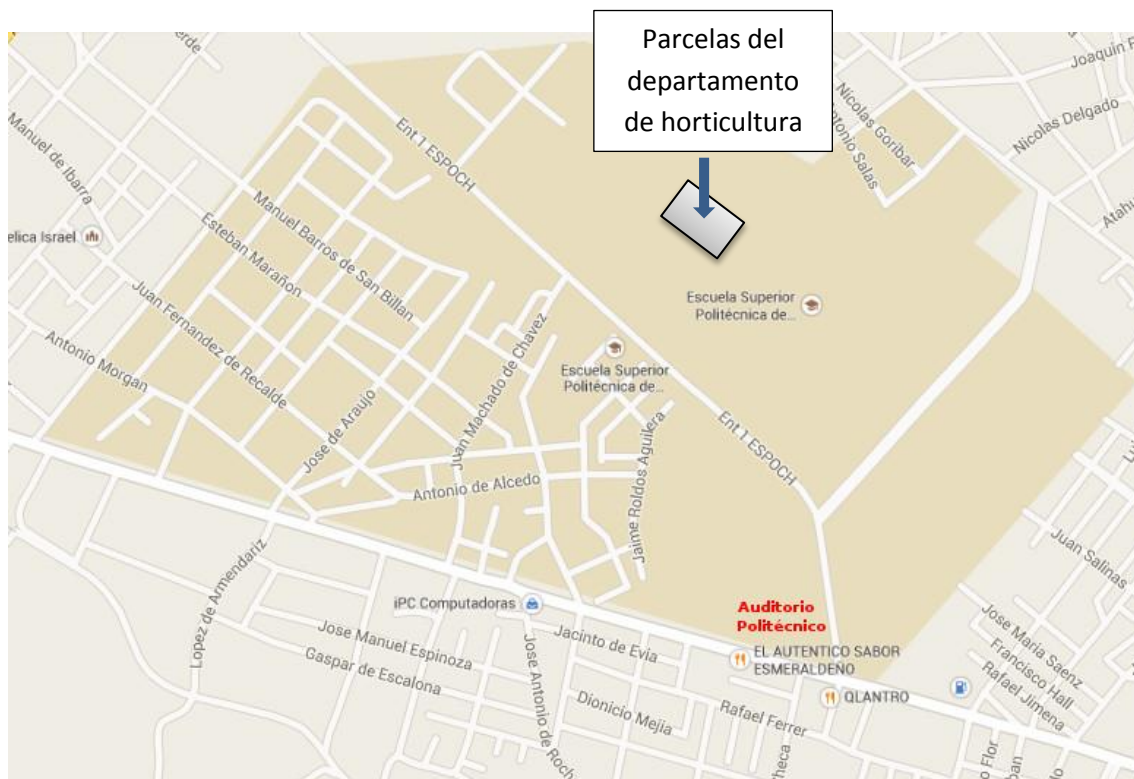 Parcelas del
departamento
de horticultura
Joaquin
Nicolas Delgado
Nicolas Goribar
Antonio Salas
Manuel de Ibarra
Ent 1 ESPOCH
Manuel Barros de San Billan
Esteban Marañon
elica Israel
Juan Fernandez de Recalde
Antonio Morgan
Jose de Araujo
Juan Machado de Chavez
Escuela Superior
Politécnica de...
Escuela Superior
Politécnica de...
Ent 1 ESPOCH
Jaime Roldos Aguilera
Antonio de Alcedo
Juan Salinas
Lopez de Armendariz
iPC Computadoras
Auditorio
Politécnico
EL AUTENTICO SABOR
ESMERALDEÑO
QLANTRO
Jacinto de Evia
Jose Manuel Espinoza
Gaspar de Escalona
Jose Antonio de Roch
Dionicio Mejia
Rafael Ferrer
Jose Maria Saenz
Francisco Hall
Rafael Jimena
Flor